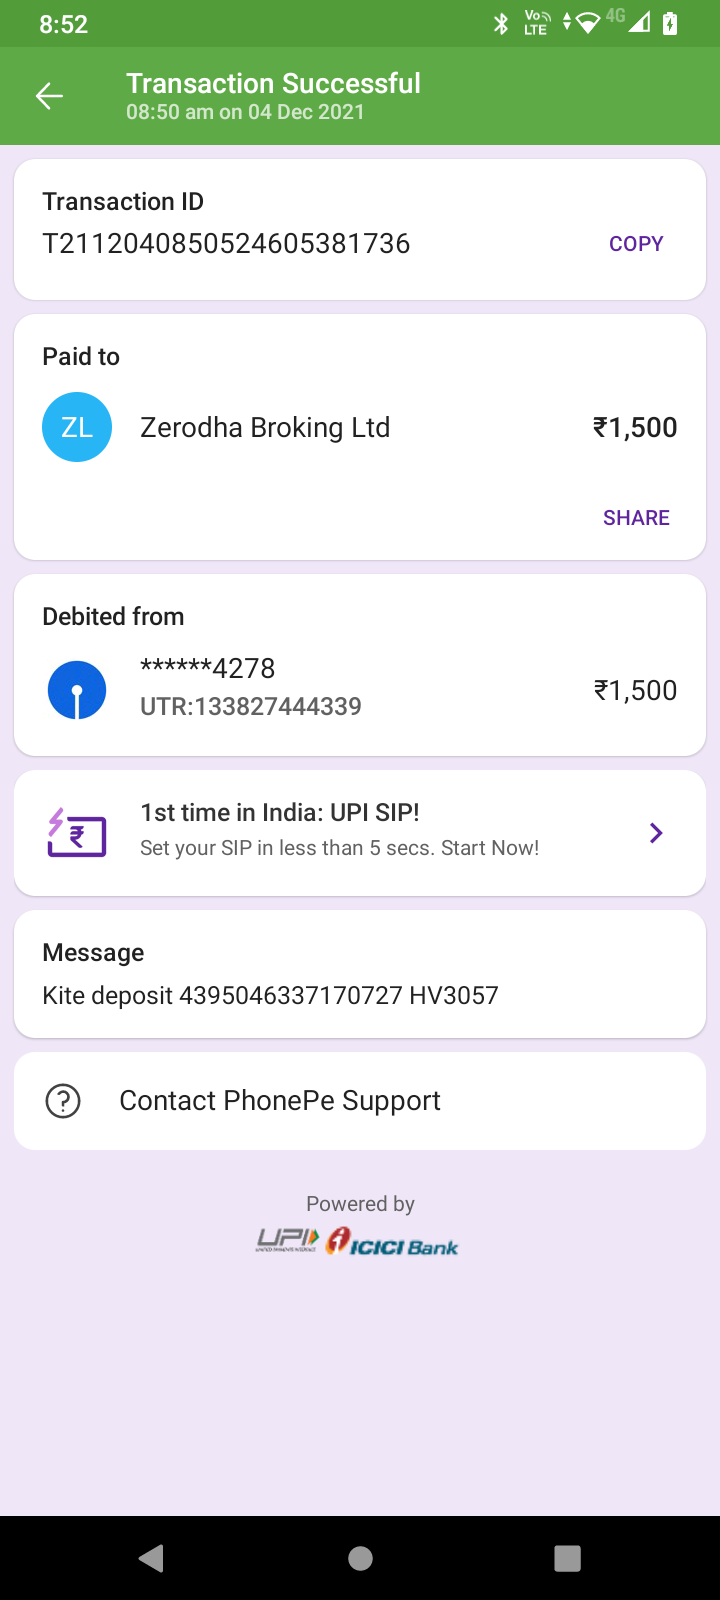 8:52
Vo LTE 4G
Transaction Successful
08:50 am on 04 Dec 2021
Transaction ID
T2112040850524605381736 COPY
Paid to
ZL Zerodha Broking Ltd ₹1,500
SHARE
Debited from
******4278
UTR:133827444339 ₹1,500
1st time in India: UPI SIP!
Set your SIP in less than 5 secs. Start Now!
Message
Kite deposit 4395046337170727 HV3057
Contact PhonePe Support
Powered by
UPI ICICI Bank
UNIFIED PAYMENTS INTERFACE